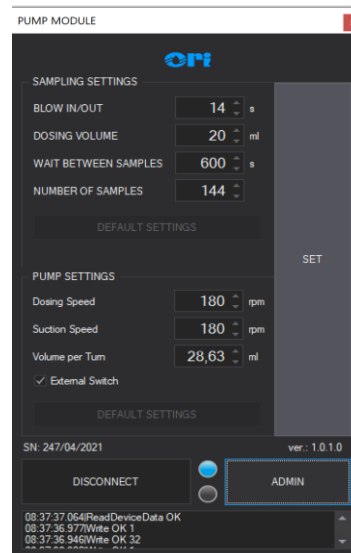 PUMP MODULE
ori
SAMPLING SETTINGS
BLOW IN/OUT 14 s
DOSING VOLUME 20 ml
WAIT BETWEEN SAMPLES 600 s
NUMBER OF SAMPLES 144
DEFAULT SETTINGS
SET
PUMP SETTINGS
Dosing Speed 180 rpm
Suction Speed 180 rpm
Volume per Turn 28,63 ml
External Switch
DEFAULT SETTINGS
SN: 247/04/2021 ver.: 1.0.1.0
DISCONNECT ADMIN
08:37:37.064|ReadDeviceData OK
08:37:36.977|Write OK 1
08:37:36.946|Write OK 32